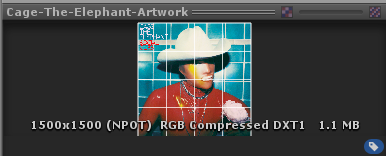 Cage-The-Elephant-Artwork
1500x1500 (NPOT)  RGB Compressed DXT1   1.1 MB